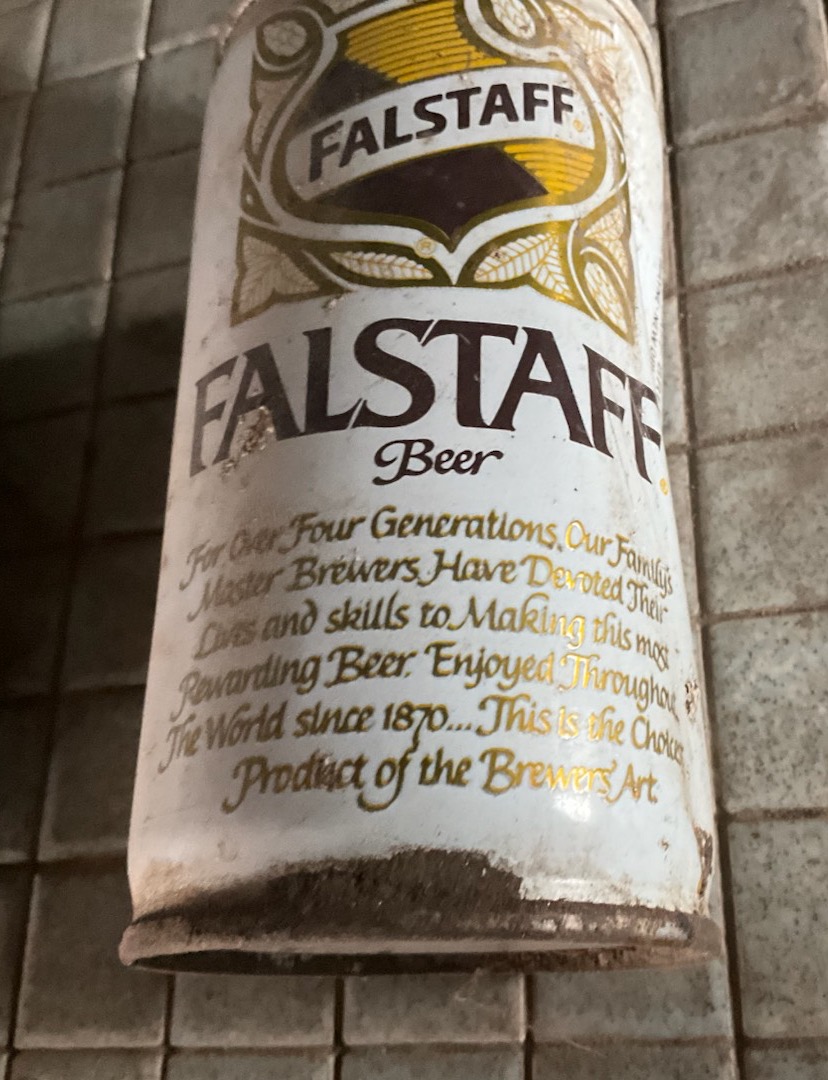 FALSTAFF®
®
FALSTAFF®
Beer
For Over Four Generations, Our Family's
Master Brewers Have Devoted Their
Lives and skills to Making this most
Rewarding Beer. Enjoyed Throughout
The World since 1870... This is the Choicest
Product of the Brewers' Art.